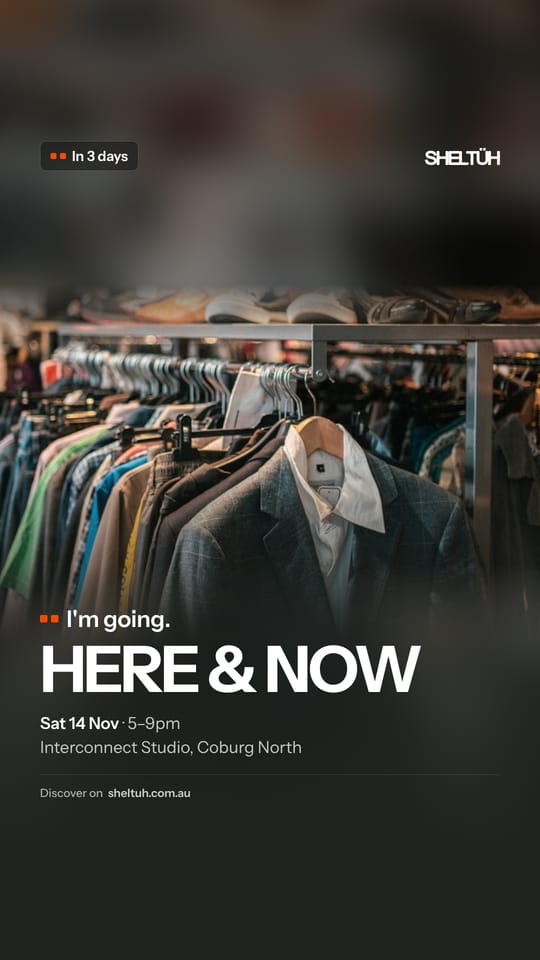 In 3 days
SHELTÜH
I'm going.
HERE & NOW
Sat 14 Nov · 5–9pm
Interconnect Studio, Coburg North
Discover on sheltuh.com.au